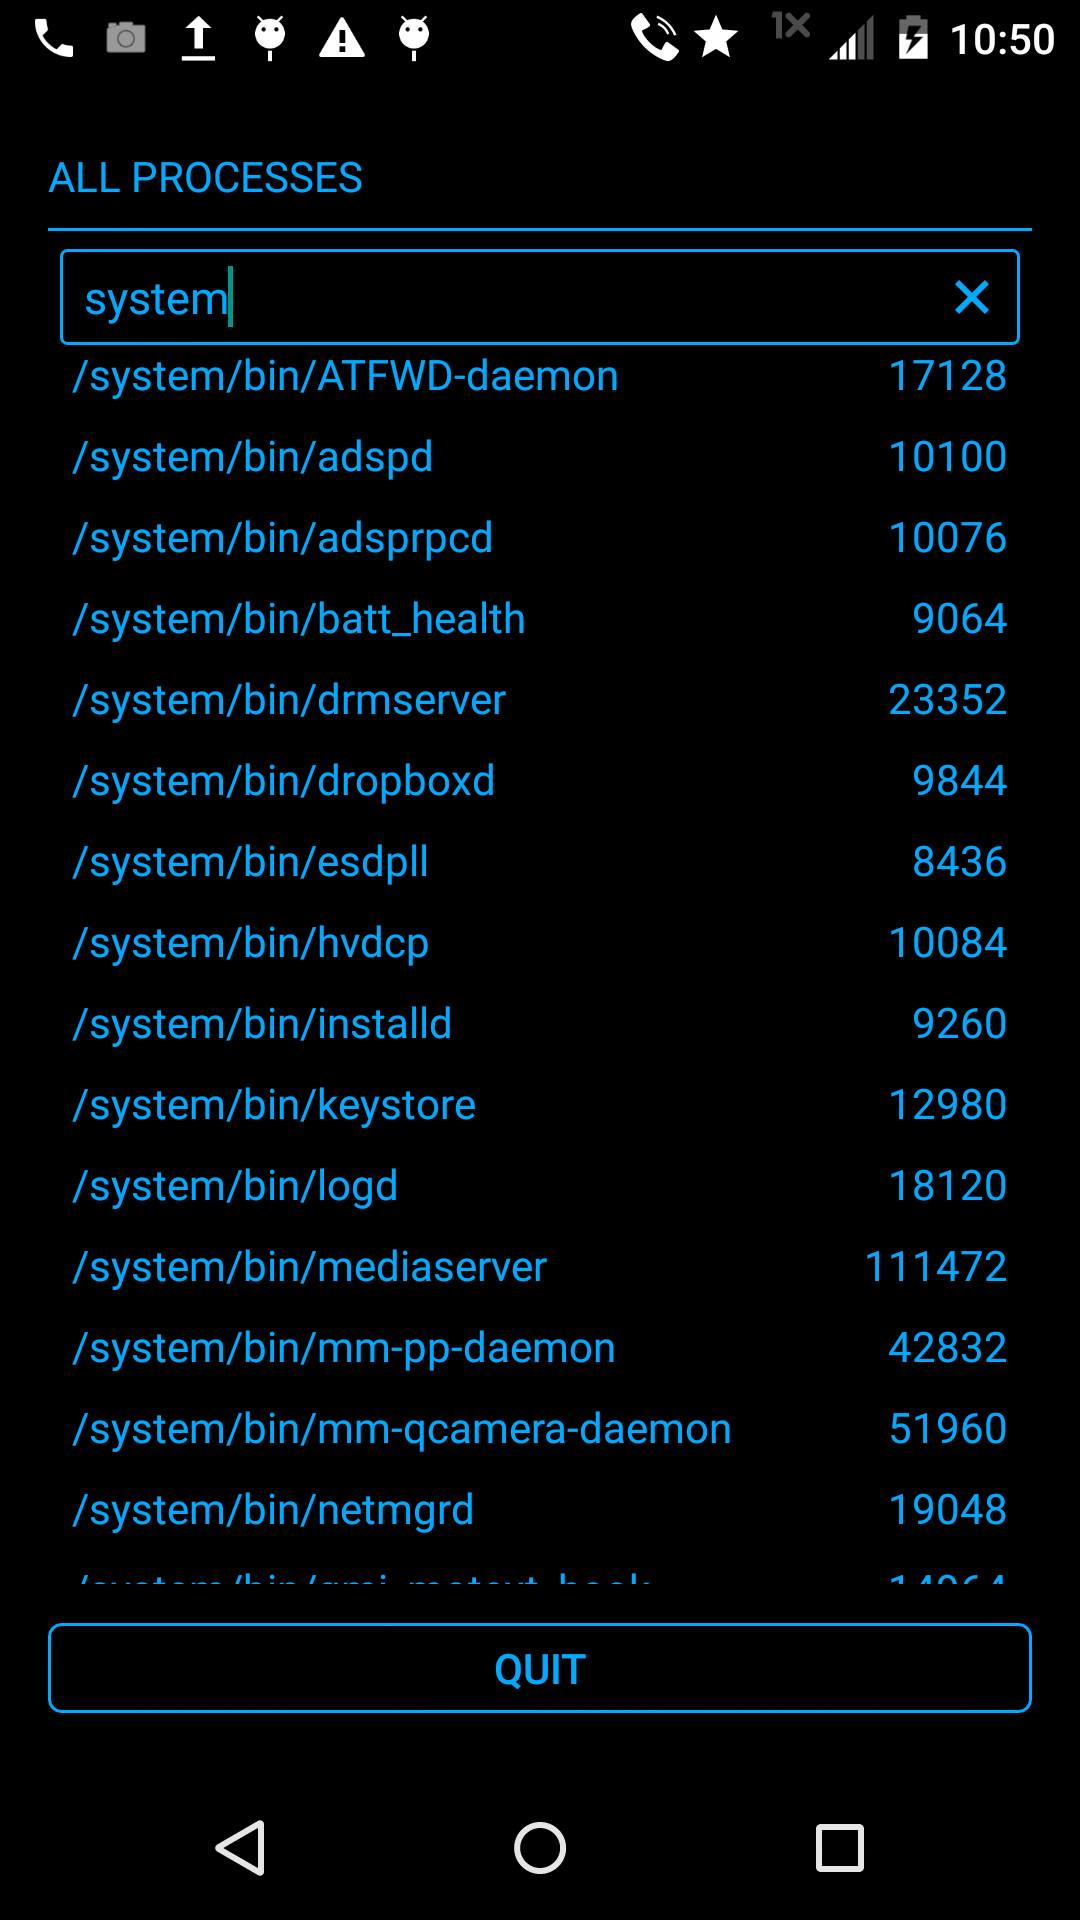 1X 10:50
ALL PROCESSES
system
/system/bin/ATFWD-daemon 17128
/system/bin/adspd 10100
/system/bin/adsprpcd 10076
/system/bin/batt_health 9064
/system/bin/drmserver 23352
/system/bin/dropboxd 9844
/system/bin/esdpll 8436
/system/bin/hvdcp 10084
/system/bin/installd 9260
/system/bin/keystore 12980
/system/bin/logd 18120
/system/bin/mediaserver 111472
/system/bin/mm-pp-daemon 42832
/system/bin/mm-qcamera-daemon 51960
/system/bin/netmgrd 19048
QUIT